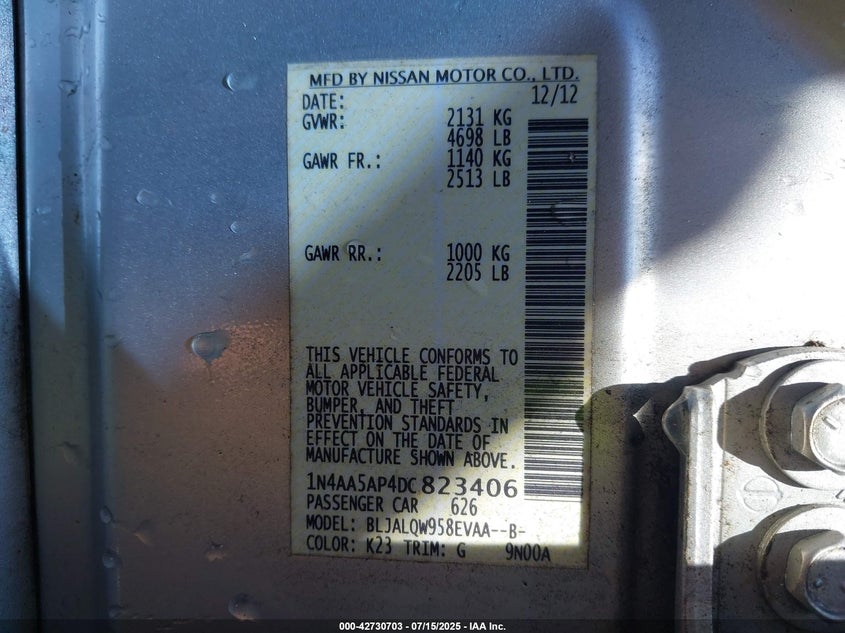 MFD BY NISSAN MOTOR CO., LTD.
DATE: 12/12
GVWR: 2131 KG
4698 LB
GAWR FR.: 1140 KG
2513 LB
GAWR RR.: 1000 KG
2205 LB
THIS VEHICLE CONFORMS TO
ALL APPLICABLE FEDERAL
MOTOR VEHICLE SAFETY,
BUMPER, AND THEFT
PREVENTION STANDARDS IN
EFFECT ON THE DATE OF
MANUFACTURE SHOWN ABOVE.
1N4AA5AP4DC823406
PASSENGER CAR 626
MODEL: BLJALQW958EVAA--B-
COLOR: K23 TRIM: G 9N00A
000-42730703 - 07/15/2025 - IAA Inc.